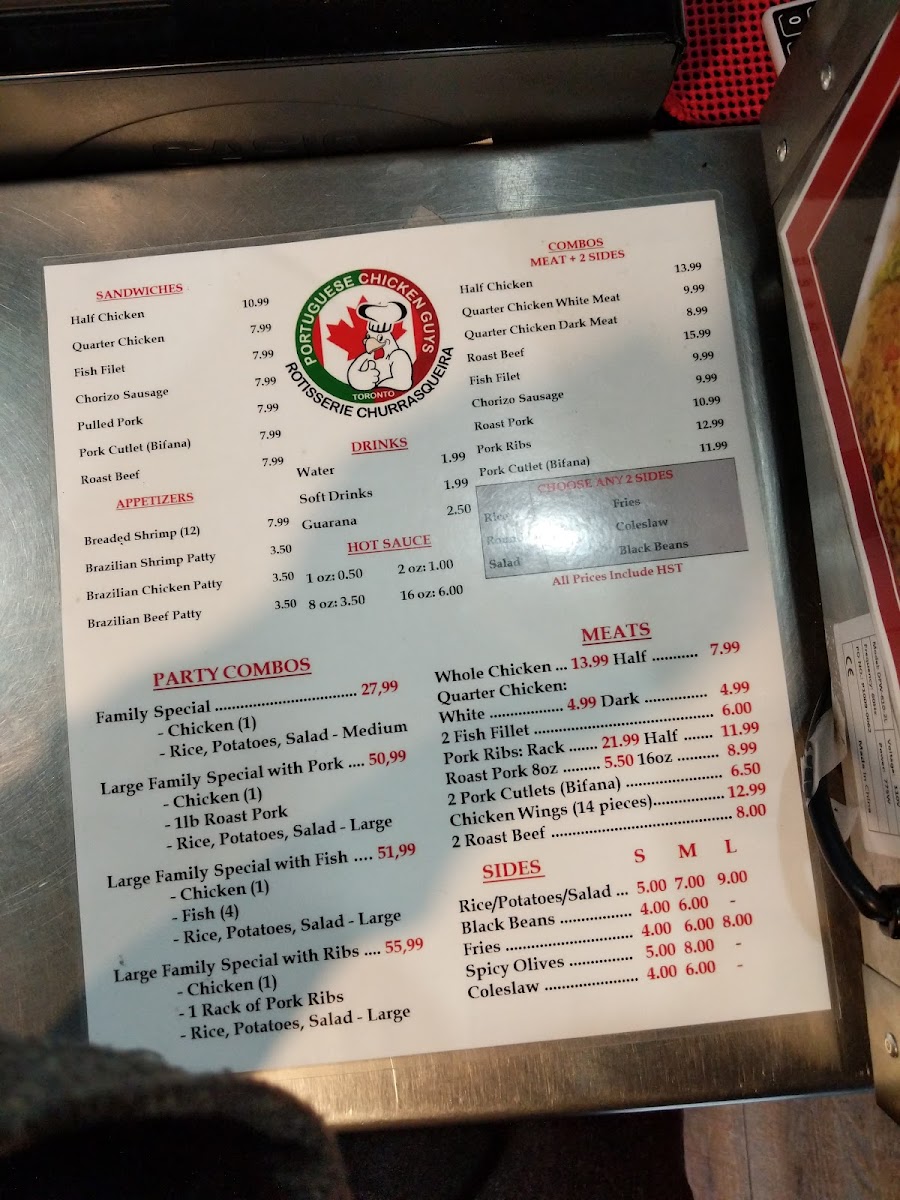 CASIO
SANDWICHES
Half Chicken 10.99
Quarter Chicken 7.99
Fish Filet 7.99
Chorizo Sausage 7.99
Pulled Pork 7.99
Pork Cutlet (Bifana) 7.99
Roast Beef 7.99
APPETIZERS
Breaded Shrimp (12) 7.99
Brazilian Shrimp Patty 3.50
Brazilian Chicken Patty 3.50
Brazilian Beef Patty 3.50
PORTUGUESE CHICKEN GUYS
TORONTO
ROTISSERIE CHURRASQUEIRA
DRINKS
Water 1.99
Soft Drinks 1.99
Guarana 2.50
HOT SAUCE
1 oz: 0.50 2 oz: 1.00
8 oz: 3.50 16 oz: 6.00
COMBOS
MEAT + 2 SIDES
Half Chicken 13.99
Quarter Chicken White Meat 9.99
Quarter Chicken Dark Meat 8.99
Roast Beef 15.99
Fish Filet 9.99
Chorizo Sausage 9.99
Roast Pork 10.99
Pork Ribs 12.99
Pork Cutlet (Bifana) 11.99
CHOOSE ANY 2 SIDES
Rice Fries
Coleslaw
Salad Black Beans
All Prices Include HST
PARTY COMBOS
Family Special ................................ 27,99
- Chicken (1)
- Rice, Potatoes, Salad - Medium
Large Family Special with Pork .... 50,99
- Chicken (1)
- 1lb Roast Pork
- Rice, Potatoes, Salad - Large
Large Family Special with Fish .... 51,99
- Chicken (1)
- Fish (4)
- Rice, Potatoes, Salad - Large
Large Family Special with Ribs .... 55,99
- Chicken (1)
- 1 Rack of Pork Ribs
- Rice, Potatoes, Salad - Large
MEATS
Whole Chicken ... 13.99 Half .......... 7.99
Quarter Chicken:
White ................ 4.99 Dark .............. 4.99
2 Fish Fillet ........................................ 6.00
Pork Ribs: Rack ....... 21.99 Half ....... 11.99
Roast Pork 8oz ......... 5.50 16oz .......... 8.99
2 Pork Cutlets (Bifana) ...................... 6.50
Chicken Wings (14 pieces)................. 12.99
2 Roast Beef ........................................ 8.00
SIDES S M L
Rice/Potatoes/Salad ... 5.00 7.00 9.00
Black Beans ................ 4.00 6.00 -
Fries ............................ 4.00 6.00 8.00
Spicy Olives .............. 5.00 8.00 -
Coleslaw ..................... 4.00 6.00 -
Made in China